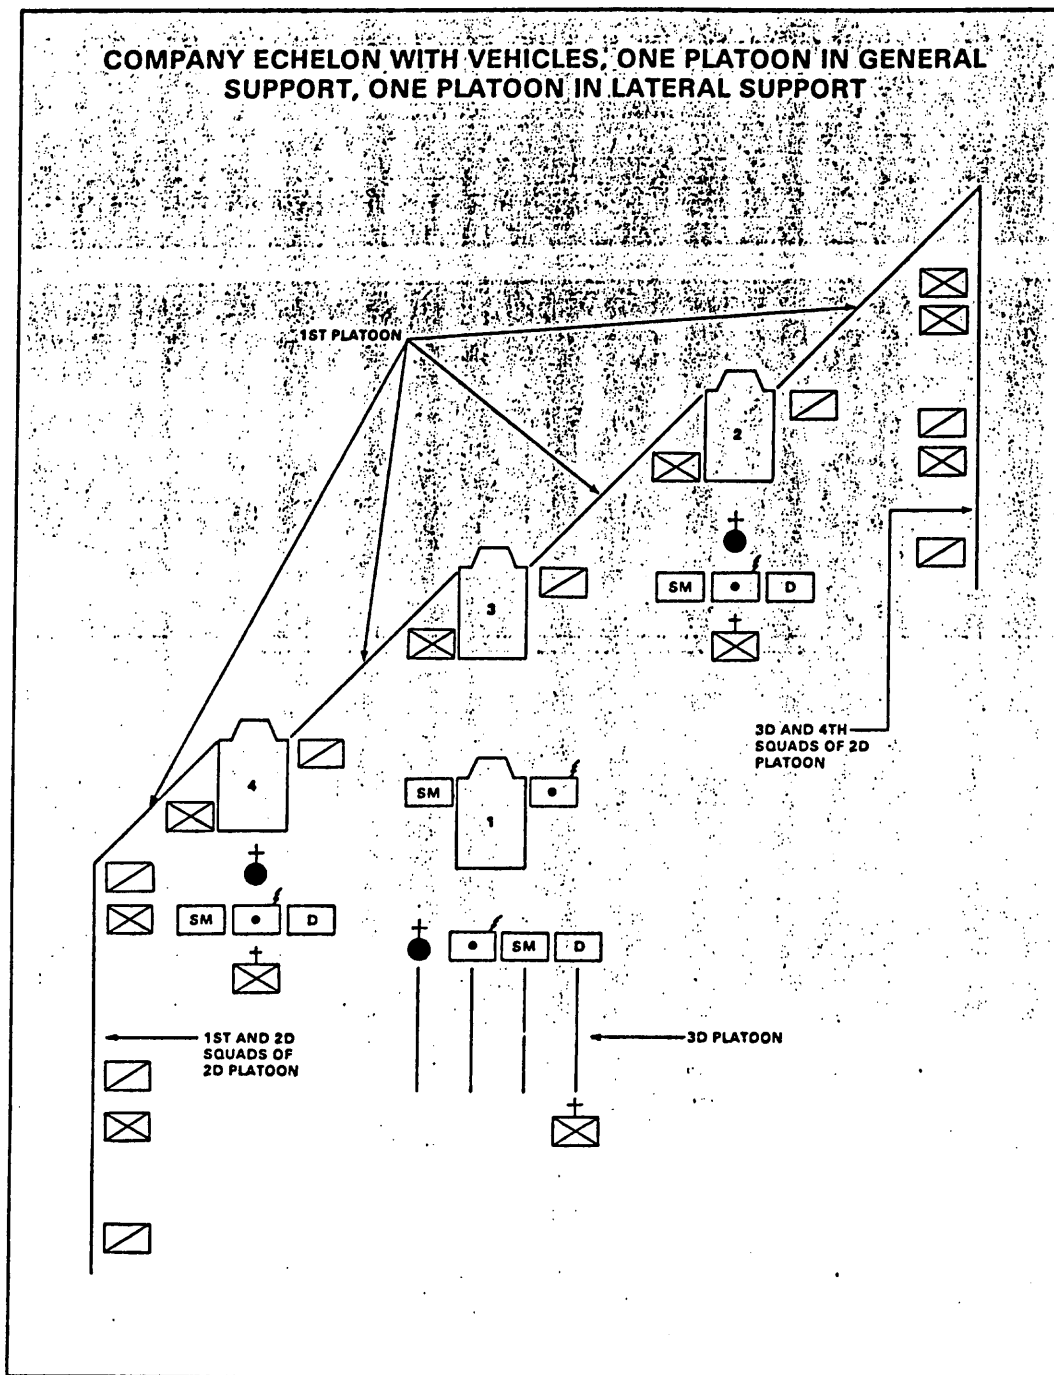 COMPANY ECHELON WITH VEHICLES, ONE PLATOON IN GENERAL
SUPPORT, ONE PLATOON IN LATERAL SUPPORT
1ST PLATOON
2
3
SM
D
3D AND 4TH
SQUADS OF 2D
PLATOON
4
SM
1
SM
D
SM
D
1ST AND 2D
SQUADS OF
2D PLATOON
3D PLATOON